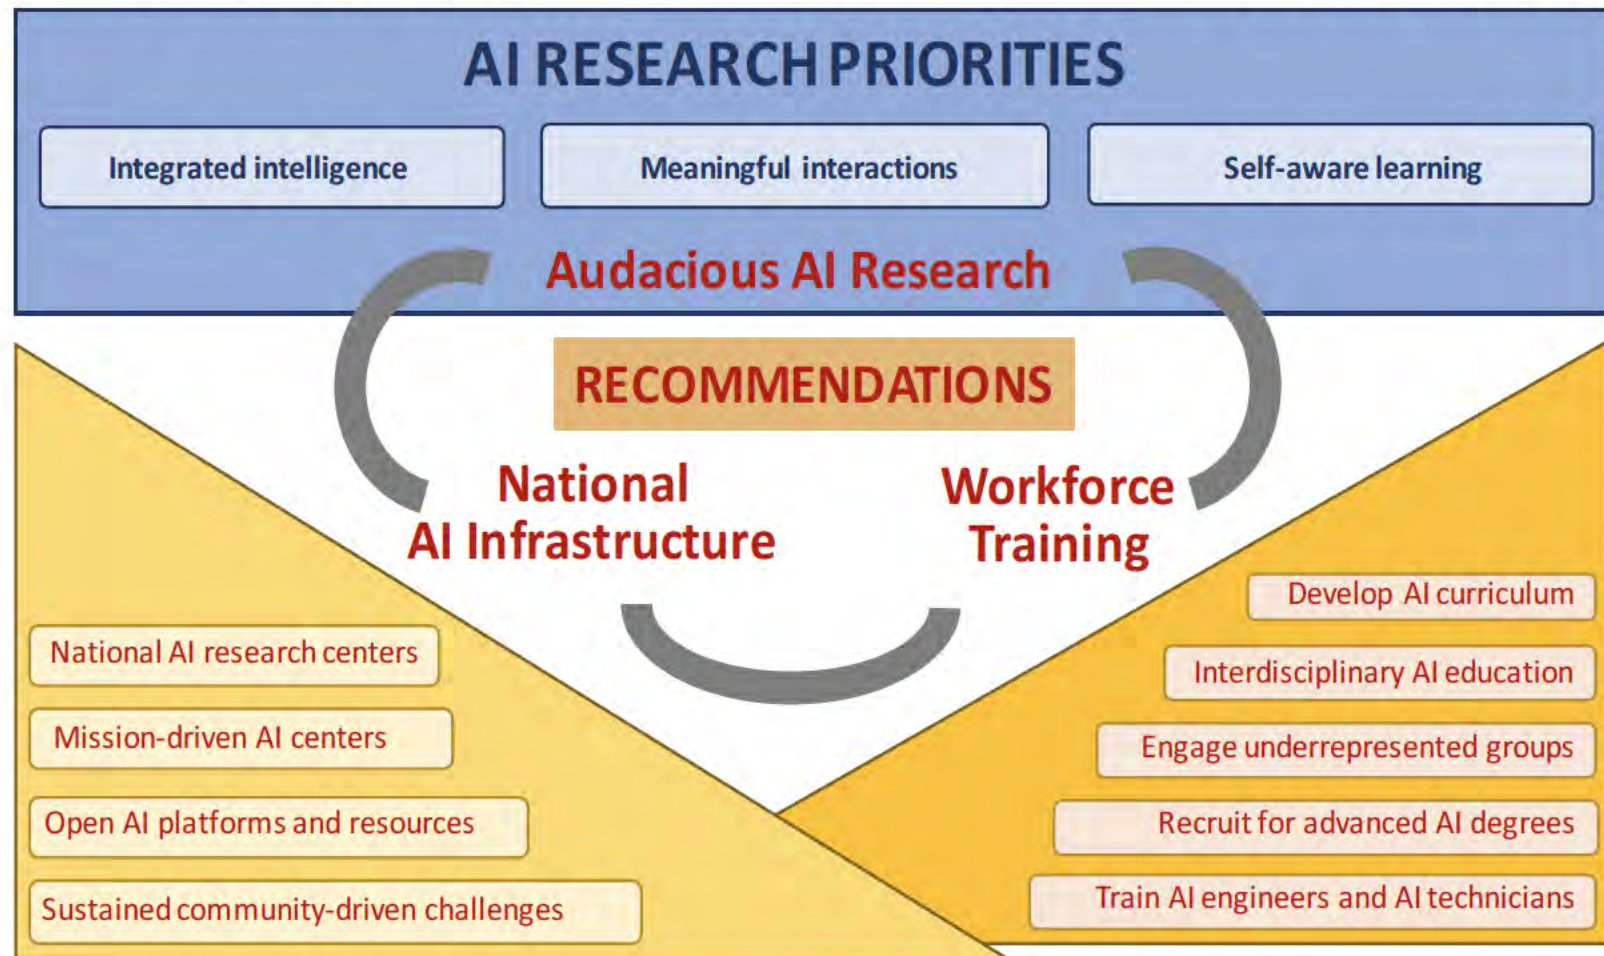 AI RESEARCH PRIORITIES
Integrated intelligence
Meaningful interactions
Self-aware learning
Audacious AI Research
RECOMMENDATIONS
National
AI Infrastructure
Workforce
Training
National AI research centers
Mission-driven AI centers
Open AI platforms and resources
Sustained community-driven challenges
Develop AI curriculum
Interdisciplinary AI education
Engage underrepresented groups
Recruit for advanced AI degrees
Train AI engineers and AI technicians